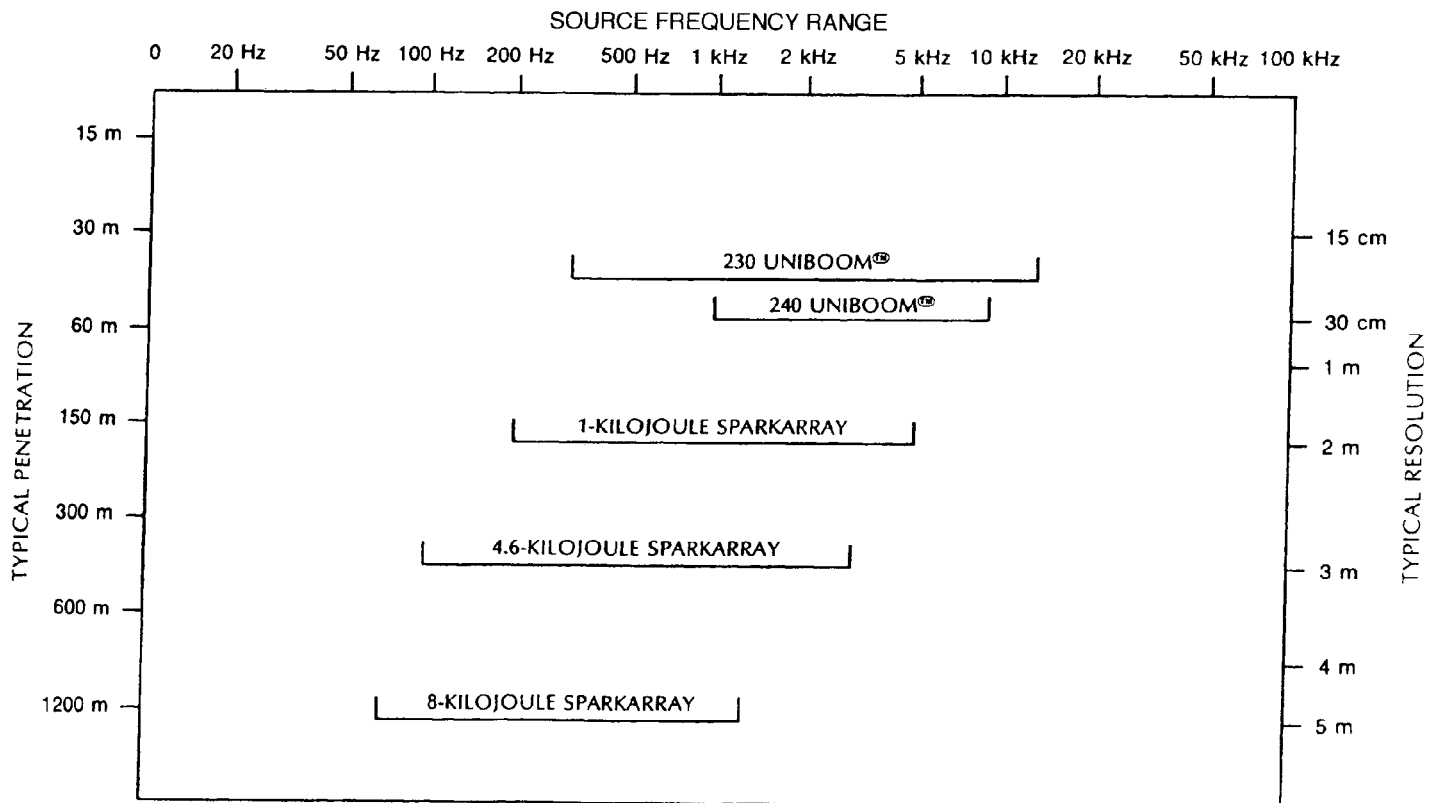 SOURCE FREQUENCY RANGE
0 20 Hz 50 Hz 100 Hz 200 Hz 500 Hz 1 kHz 2 kHz 5 kHz 10 kHz 20 kHz 50 kHz 100 kHz
TYPICAL PENETRATION
15 m
30 m
60 m
150 m
300 m
600 m
1200 m
230 UNIBOOM™
240 UNIBOOM™
1-KILOJOULE SPARKARRAY
4.6-KILOJOULE SPARKARRAY
8-KILOJOULE SPARKARRAY
15 cm
30 cm
1 m
2 m
3 m
4 m
5 m
TYPICAL RESOLUTION